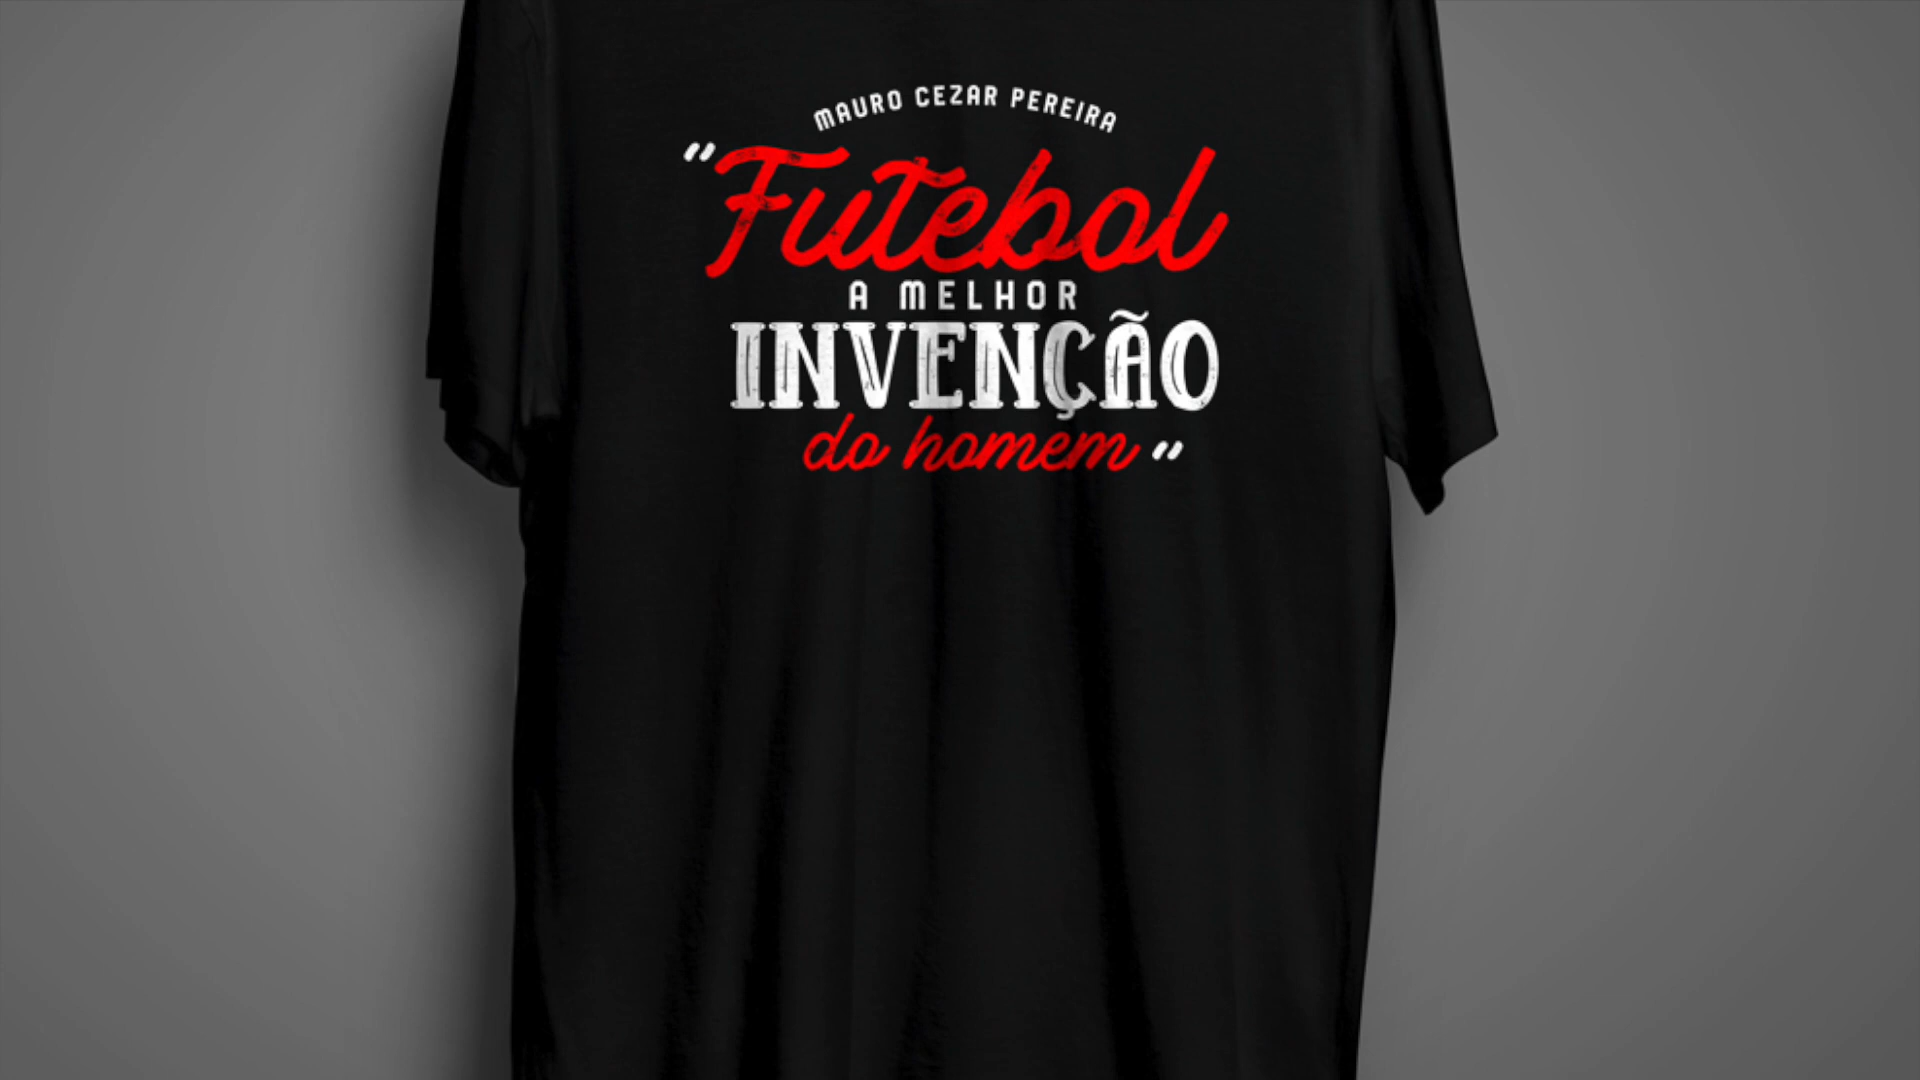 MAURO CEZAR PEREIRA
"Futebol
A MELHOR
INVENÇÃO
do homem"